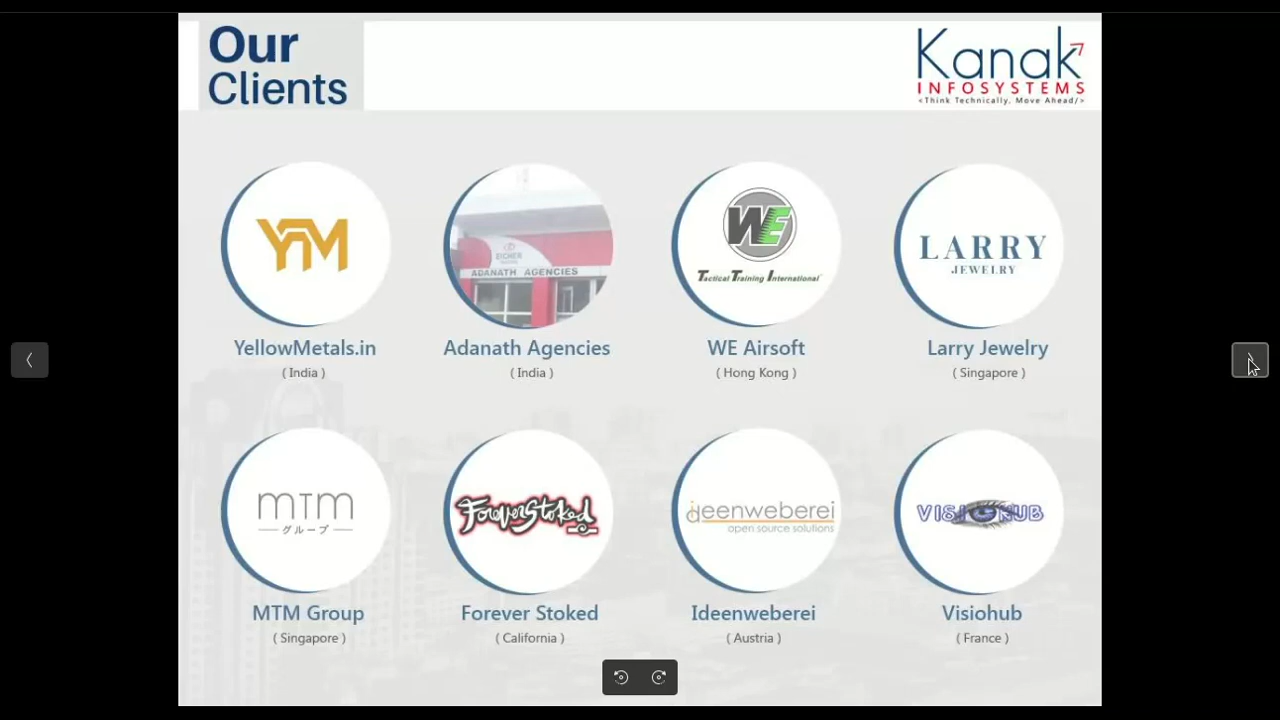 Our
Clients
Kanak
INFOSYSTEMS
<Think Technically, Move Ahead/>
YM
EICHER
ADANATH AGENCIES
WE
Tactical Training International
LARRY
JEWELRY
YellowMetals.in
Adanath Agencies
WE Airsoft
Larry Jewelry
( India )
( India )
( Hong Kong )
( Singapore )
mTm
グループ
ForeverStoked
ideenweberei
open source solutions
VISIOHUB
MTM Group
Forever Stoked
Ideenweberei
Visiohub
( Singapore )
( California )
( Austria )
( France )